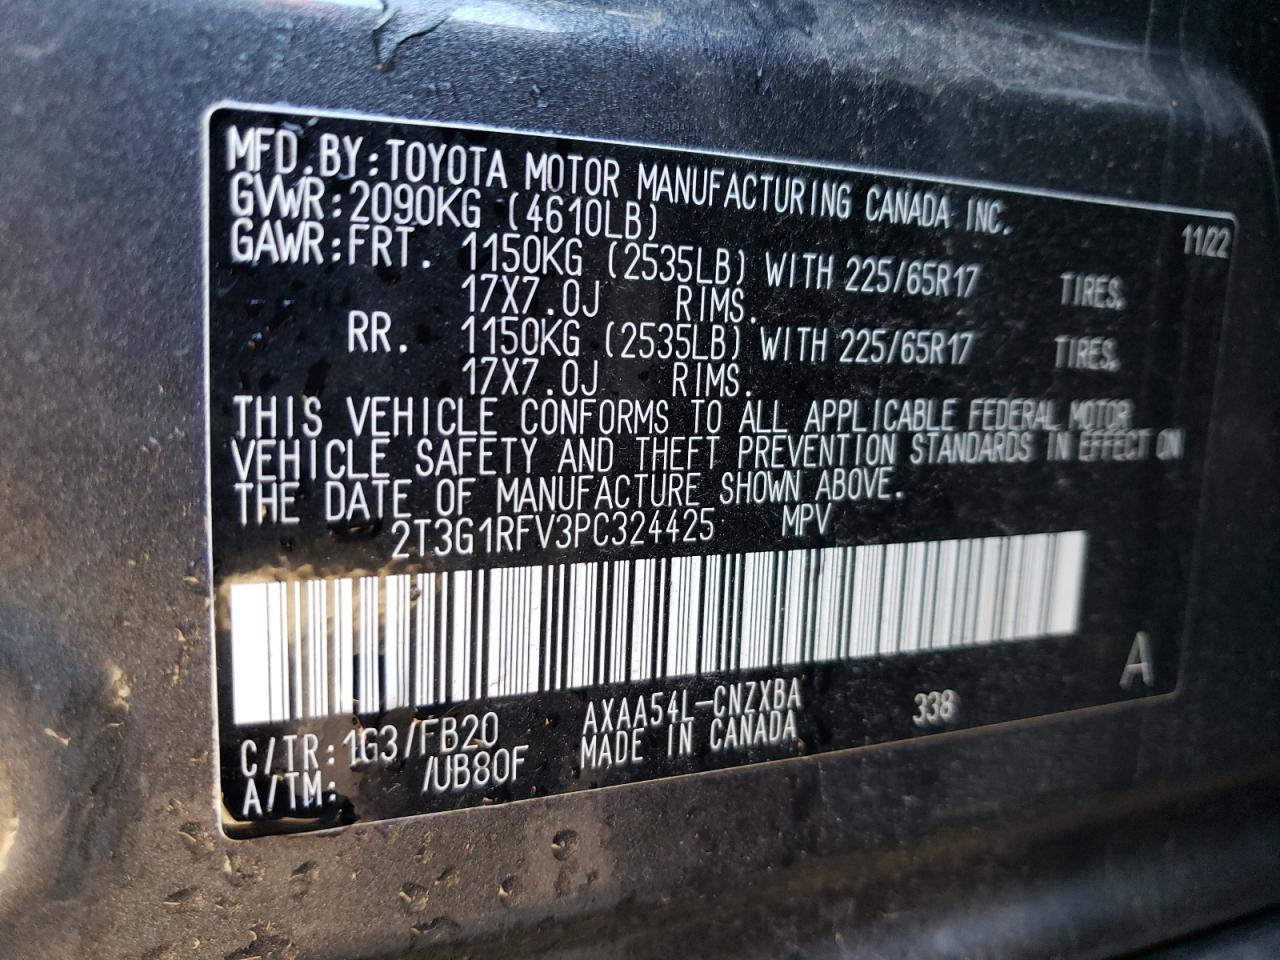 MFD.BY:TOYOTA MOTOR MANUFACTURING CANADA INC.
GVWR:2090KG (4610LB) 11/22
GAWR:FRT. 1150KG (2535LB) WITH 225/65R17 TIRES.
17X7.0J RIMS.
RR. 1150KG (2535LB) WITH 225/65R17 TIRES.
17X7.0J RIMS.
THIS VEHICLE CONFORMS TO ALL APPLICABLE FEDERAL MOTOR
VEHICLE SAFETY AND THEFT PREVENTION STANDARDS IN EFFECT ON
THE DATE OF MANUFACTURE SHOWN ABOVE.
2T3G1RFV3PC324425 MPV
A
C/TR:1G3/FB20 AXAA54L-CNZXBA 338
A/TM: /UB80F MADE IN CANADA